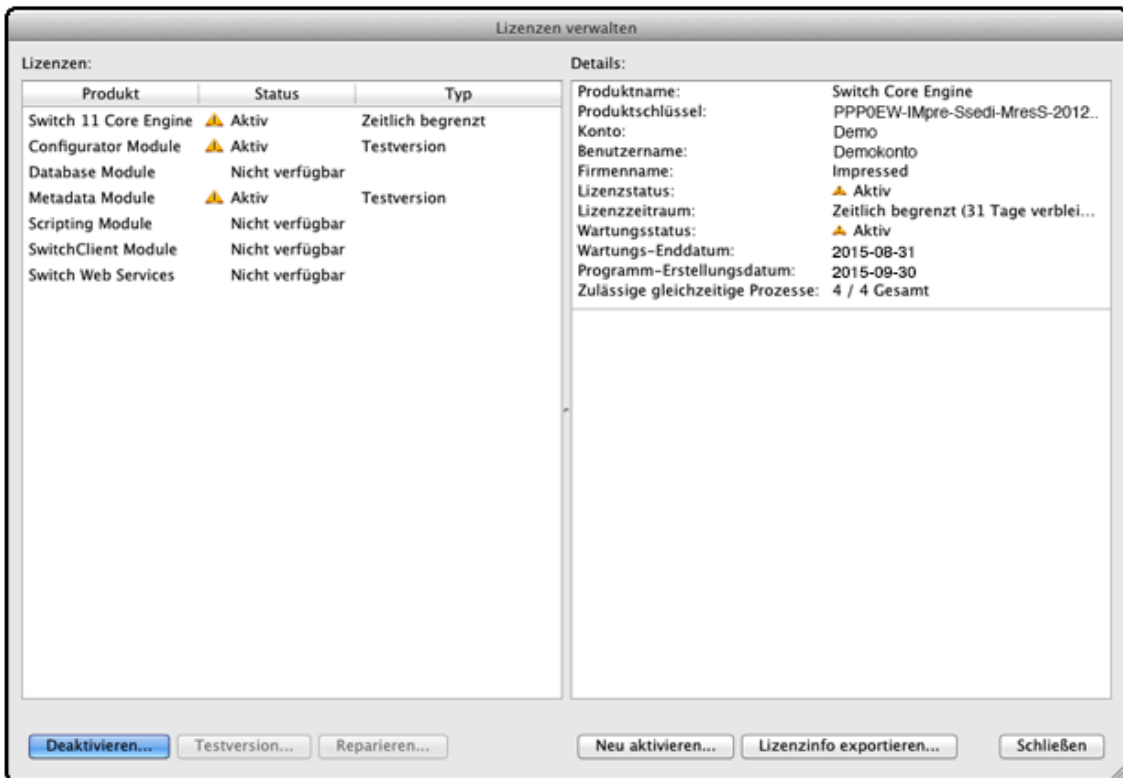 Lizenzen verwalten
Lizenzen:
Produkt Status Typ
Switch 11 Core Engine Aktiv Zeitlich begrenzt
Configurator Module Aktiv Testversion
Database Module Nicht verfügbar
Metadata Module Aktiv Testversion
Scripting Module Nicht verfügbar
SwitchClient Module Nicht verfügbar
Switch Web Services Nicht verfügbar
Details:
Produktname: Switch Core Engine
Produktschlüssel: PPP0EW-IMpre-Ssedi-MresS-2012..
Konto: Demo
Benutzername: Demokonto
Firmenname: Impressed
Lizenzstatus: Aktiv
Lizenzzeitraum: Zeitlich begrenzt (31 Tage verblei...
Wartungsstatus: Aktiv
Wartungs-Enddatum: 2015-08-31
Programm-Erstellungsdatum: 2015-09-30
Zulässige gleichzeitige Prozesse: 4 / 4 Gesamt
Deaktivieren... Testversion... Reparieren... Neu aktivieren... Lizenzinfo exportieren... Schließen